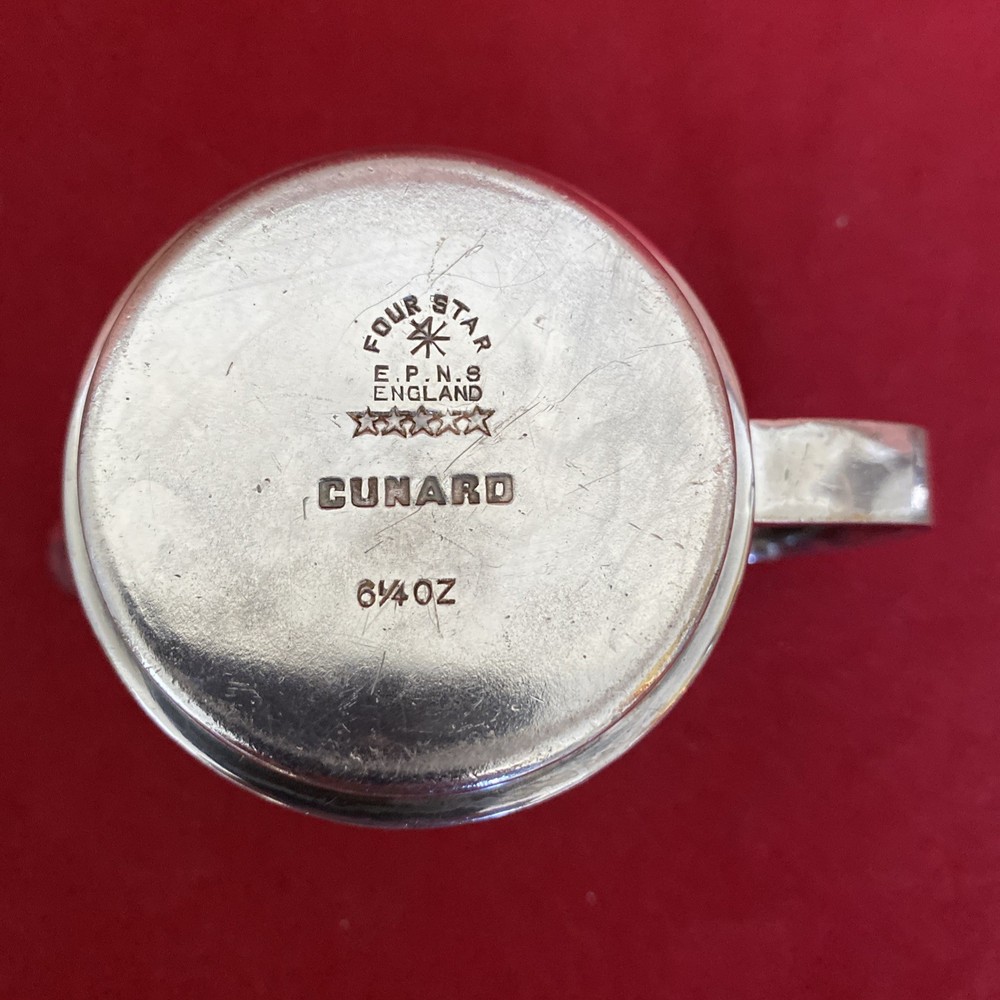 FOUR STAR
E.P.N.S
ENGLAND
CUNARD
6¼OZ